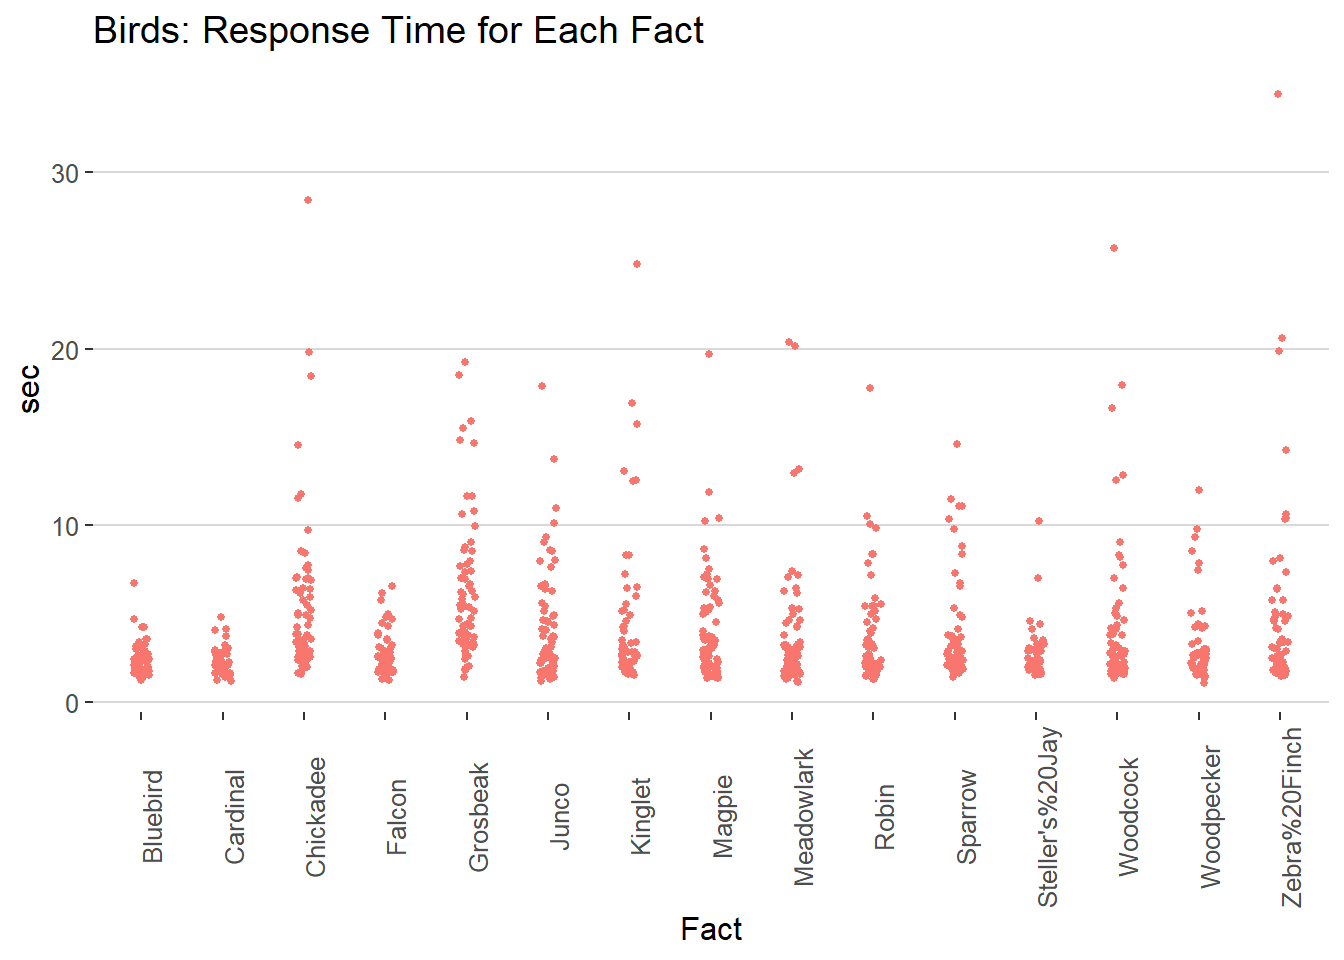 Birds: Response Time for Each Fact
30
20
10
0
sec
Bluebird
Cardinal
Chickadee
Falcon
Grosbeak
Junco
Kinglet
Magpie
Meadowlark
Robin
Sparrow
Steller's%20Jay
Woodcock
Woodpecker
Zebra%20Finch
Fact